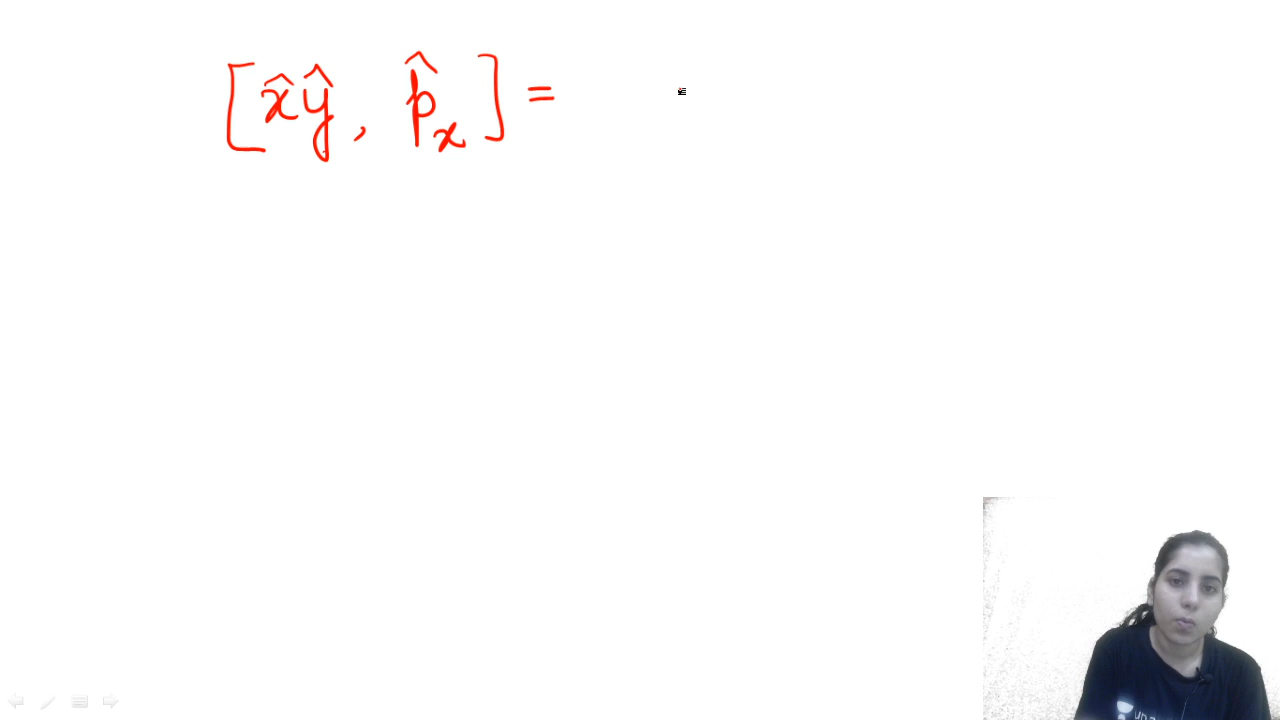 [x̂ŷ, p̂ₓ] =